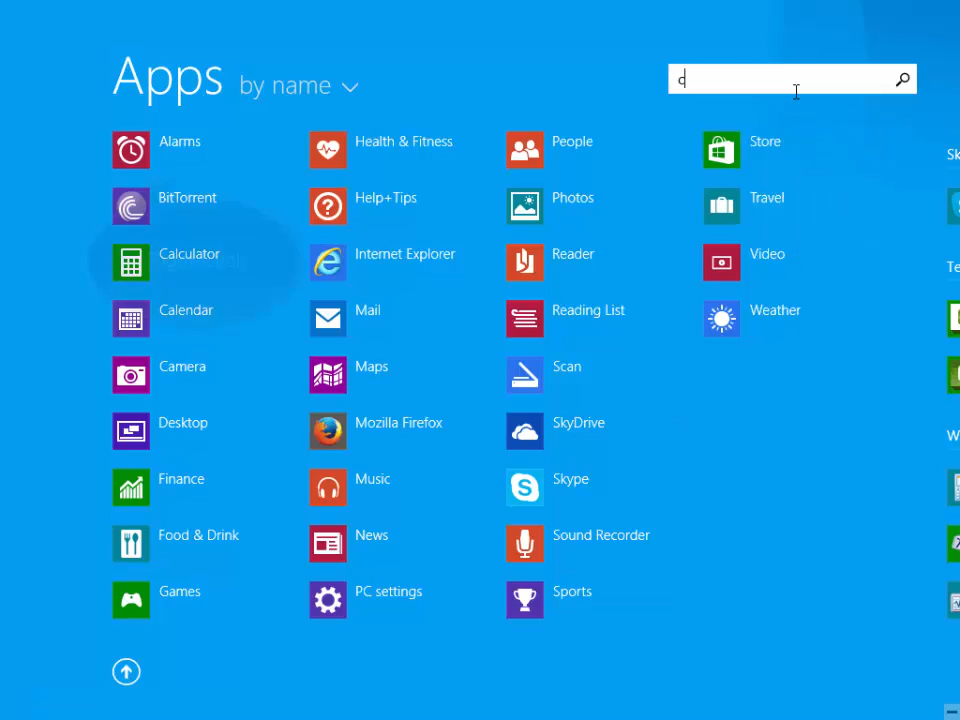 Apps by name
c
Alarms
BitTorrent
Calculator
Calendar
Camera
Desktop
Finance
Food & Drink
Games
Health & Fitness
Help+Tips
Internet Explorer
Mail
Maps
Mozilla Firefox
Music
News
PC settings
People
Photos
Reader
Reading List
Scan
SkyDrive
Skype
Sound Recorder
Sports
Store
Travel
Video
Weather
Sk
Te
W